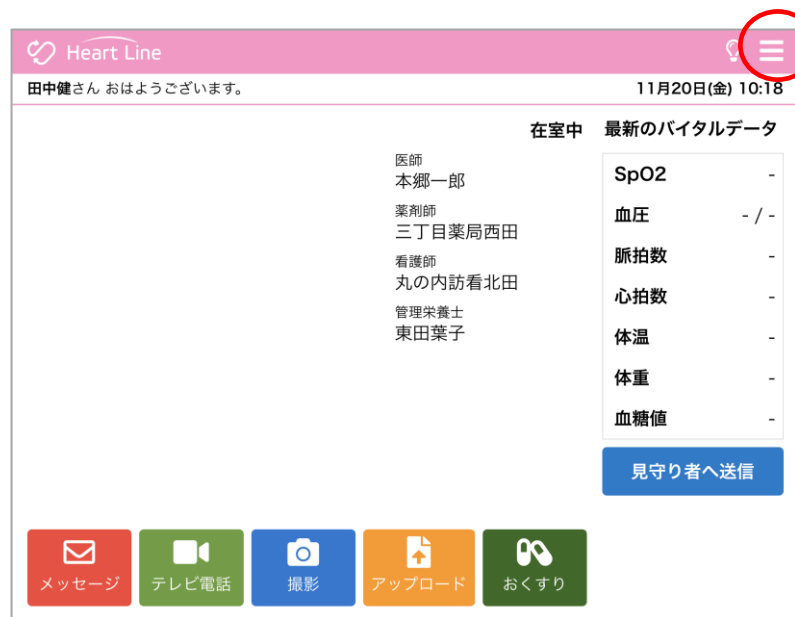 Heart Line
田中健さん おはようございます。
11月20日(金) 10:18
在室中
最新のバイタルデータ
医師
本郷一郎
薬剤師
三丁目薬局西田
看護師
丸の内訪看北田
管理栄養士
東田葉子
SpO2 -
血圧 - / -
脈拍数 -
心拍数 -
体温 -
体重 -
血糖値 -
見守り者へ送信
メッセージ
テレビ電話
撮影
アップロード
おくすり